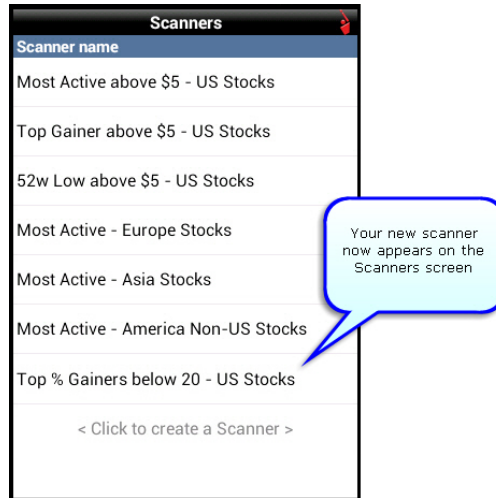 Scanners
Scanner name
Most Active above $5 - US Stocks
Top Gainer above $5 - US Stocks
52w Low above $5 - US Stocks
Most Active - Europe Stocks
Your new scanner
now appears on the
Scanners screen
Most Active - Asia Stocks
Most Active - America Non-US Stocks
Top % Gainers below 20 - US Stocks
< Click to create a Scanner >